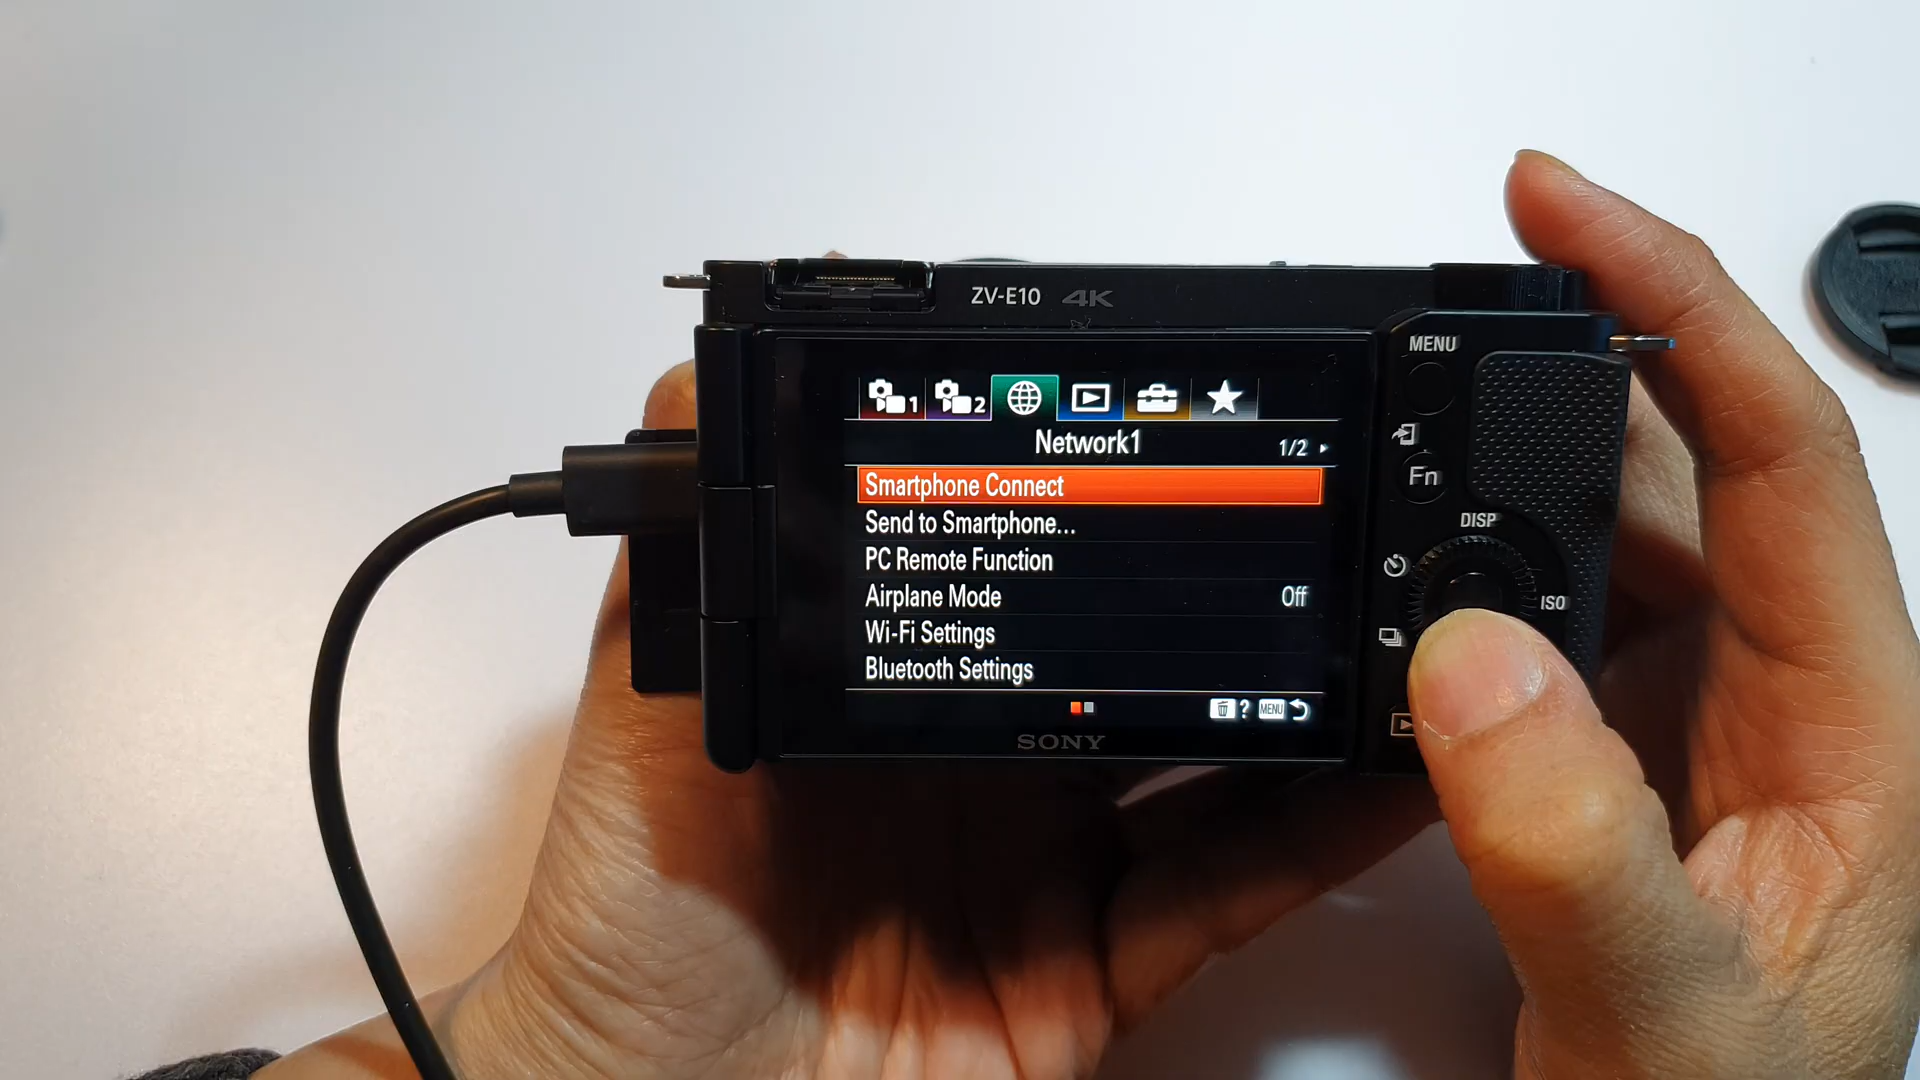 ZV-E10 4K
MENU
1 2
Network1 1/2
Smartphone Connect
Send to Smartphone...
PC Remote Function
Airplane Mode Off
Wi-Fi Settings
Bluetooth Settings
? MENU
SONY
Fn
DISP
ISO